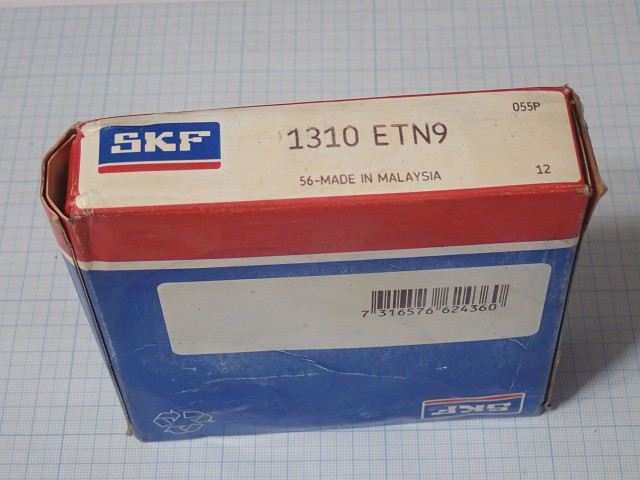 055P
SKF
1310 ETN9
56-MADE IN MALAYSIA
12
7 316576 624360
SKF